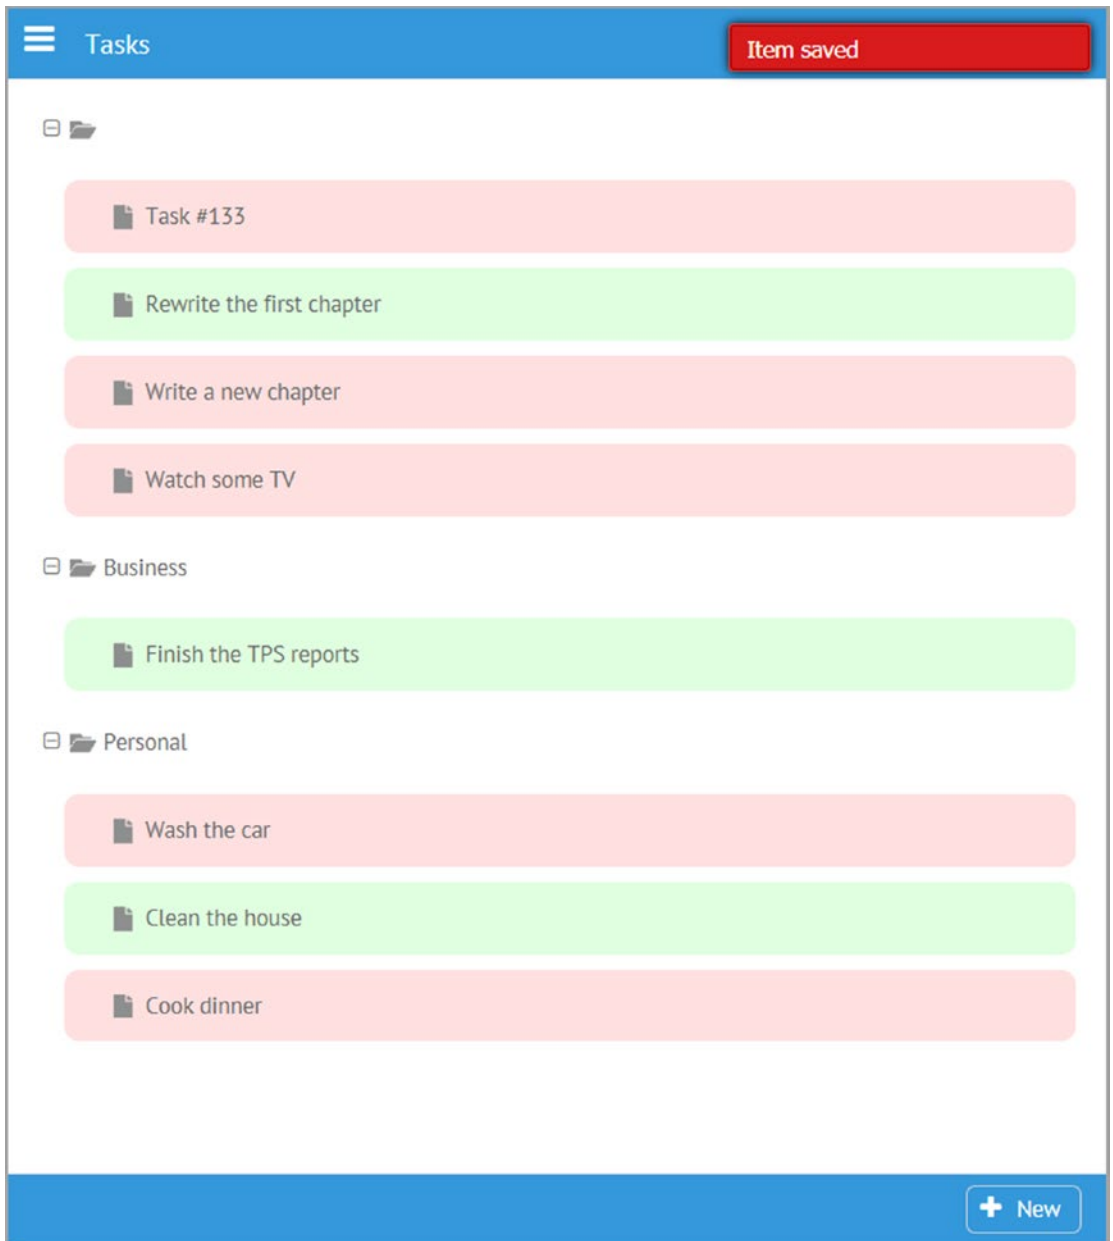 Tasks
Item saved
Task #133
Rewrite the first chapter
Write a new chapter
Watch some TV
Business
Finish the TPS reports
Personal
Wash the car
Clean the house
Cook dinner
New